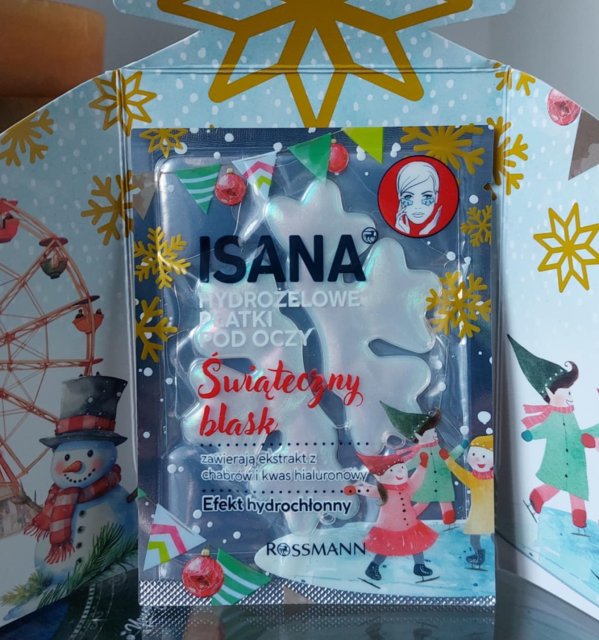 ISANA®
HYDROŻELOWE
PŁATKI
POD OCZY
Świąteczny
blask
zawierają ekstrakt z
chabrów i kwas hialuronowy
Efekt hydrochłonny
ROSSMANN